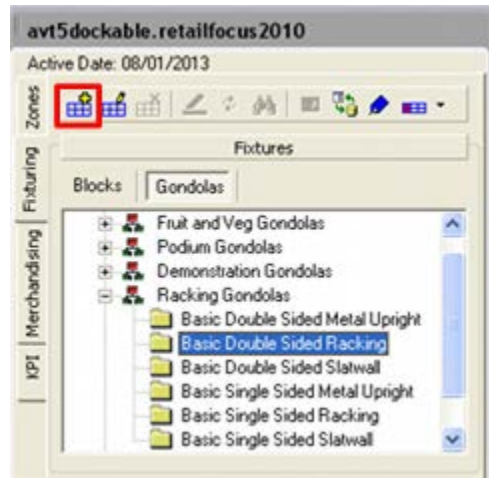 avt5dockable.retailfocus2010
Active Date: 08/01/2013
Zones
Fixturing
Merchandising
KPI
Fixtures
Blocks Gondolas
Fruit and Veg Gondolas
Podium Gondolas
Demonstration Gondolas
Racking Gondolas
Basic Double Sided Metal Upright
Basic Double Sided Racking
Basic Double Sided Slatwall
Basic Single Sided Metal Upright
Basic Single Sided Racking
Basic Single Sided Slatwall